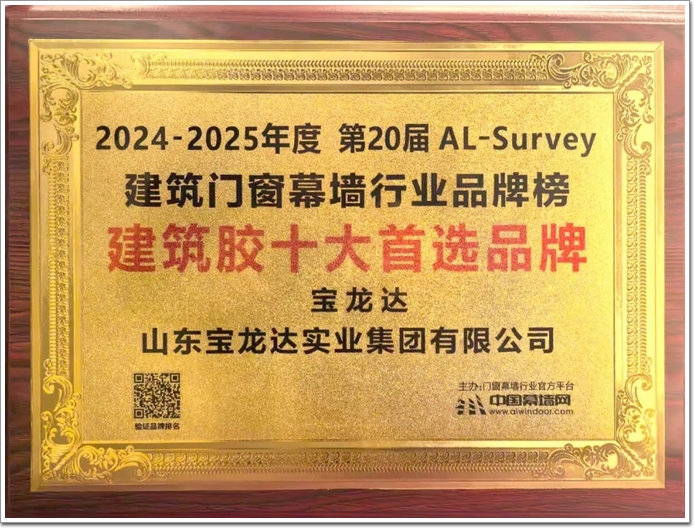 2024-2025年度 第20届 AL-Survey
建筑门窗幕墙行业品牌榜
建筑胶十大首选品牌
宝龙达
山东宝龙达实业集团有限公司
验证品牌排名
主办:门窗幕墙行业官方平台
中国幕墙网
www.alwindoor.com